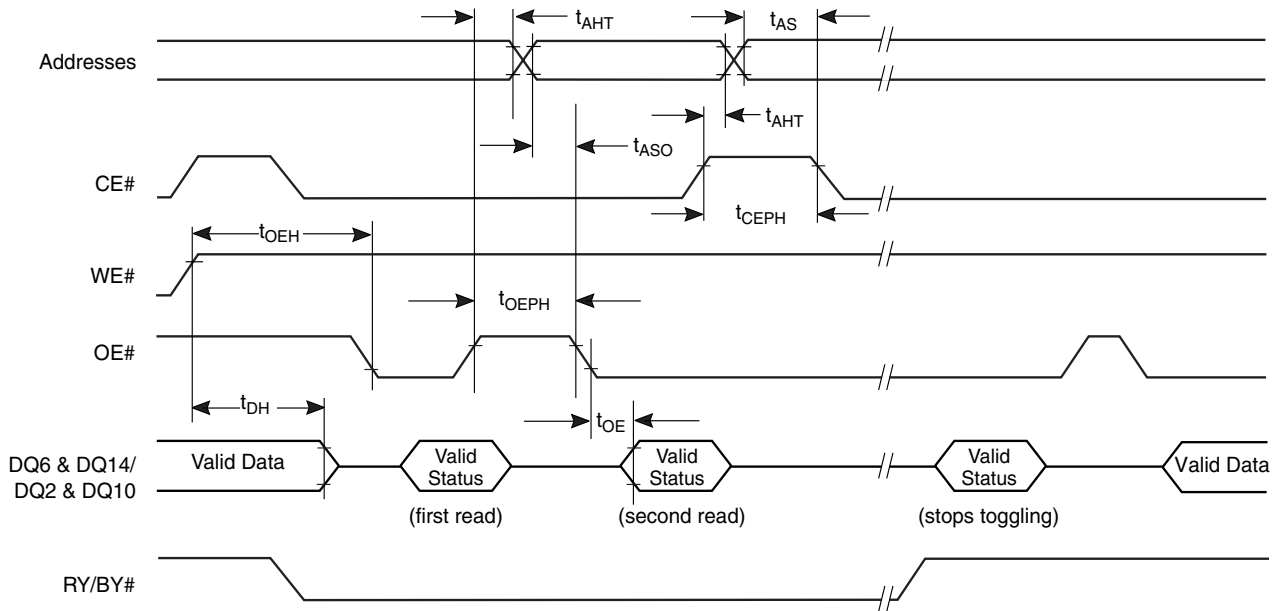 tAHT
tAS
Addresses
tAHT
tASO
CE#
tCEPH
tOEH
WE#
tOEPH
OE#
tDH
tOE
DQ6 & DQ14/
DQ2 & DQ10
Valid Data
Valid
Status
Valid
Status
Valid
Status
Valid Data
(first read)
(second read)
(stops toggling)
RY/BY#